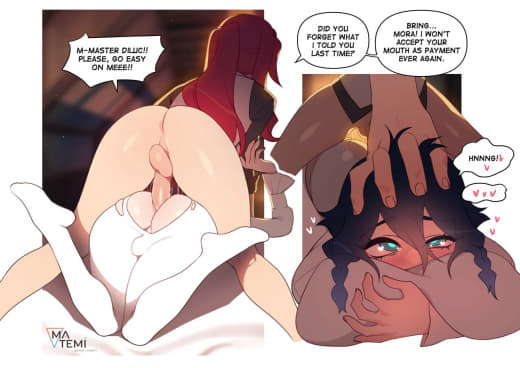 M-MASTER DILUC!!
PLEASE, GO EASY
ON MEEE!!
DID YOU
FORGET WHAT
I TOLD YOU
LAST TIME?
BRING...
MORA! I WON'T
ACCEPT YOUR
MOUTH AS PAYMENT
EVER AGAIN.
HNNNG!
MA
TEMI